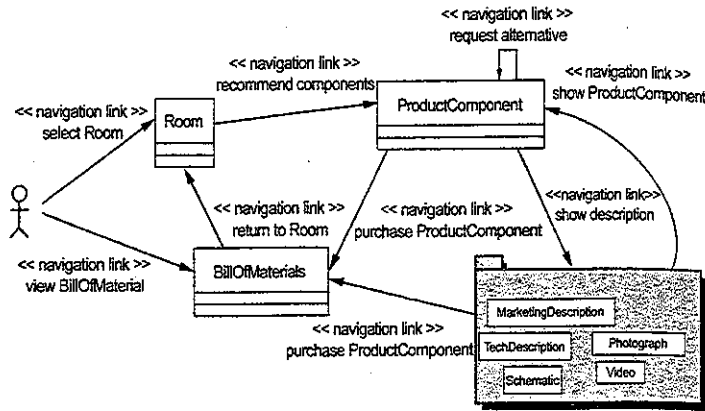 << navigation link >>
request alternative
<< navigation link >>
recommend components
<< navigation link >>
show ProductComponent
<< navigation link >>
select Room
Room
ProductComponent
<< navigation link >>
return to Room
<< navigation link >>
purchase ProductComponent
<<navigation link>>
show description
<< navigation link >>
view BillOfMaterial
BillOfMaterials
<< navigation link >>
purchase ProductComponent
MarketingDescription
TechDescription
Photograph
Schematic
Video